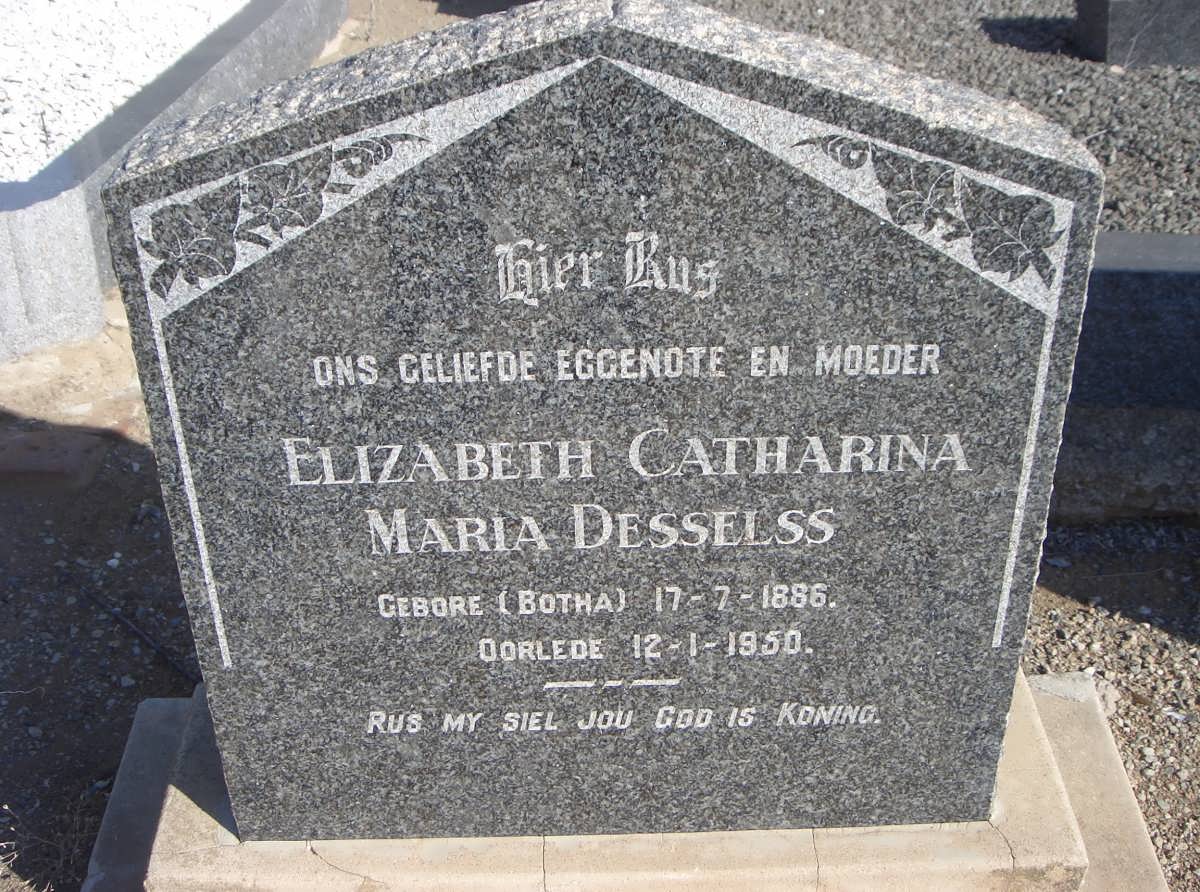 Hier Rus
ONS GELIEFDE EGGENOTE EN MOEDER
ELIZABETH CATHARINA
MARIA DESSELSS
GEBORE (BOTHA) 17-7-1886.
OORLEDE 12-1-1950.
RUS MY SIEL JOU GOD IS KONING.